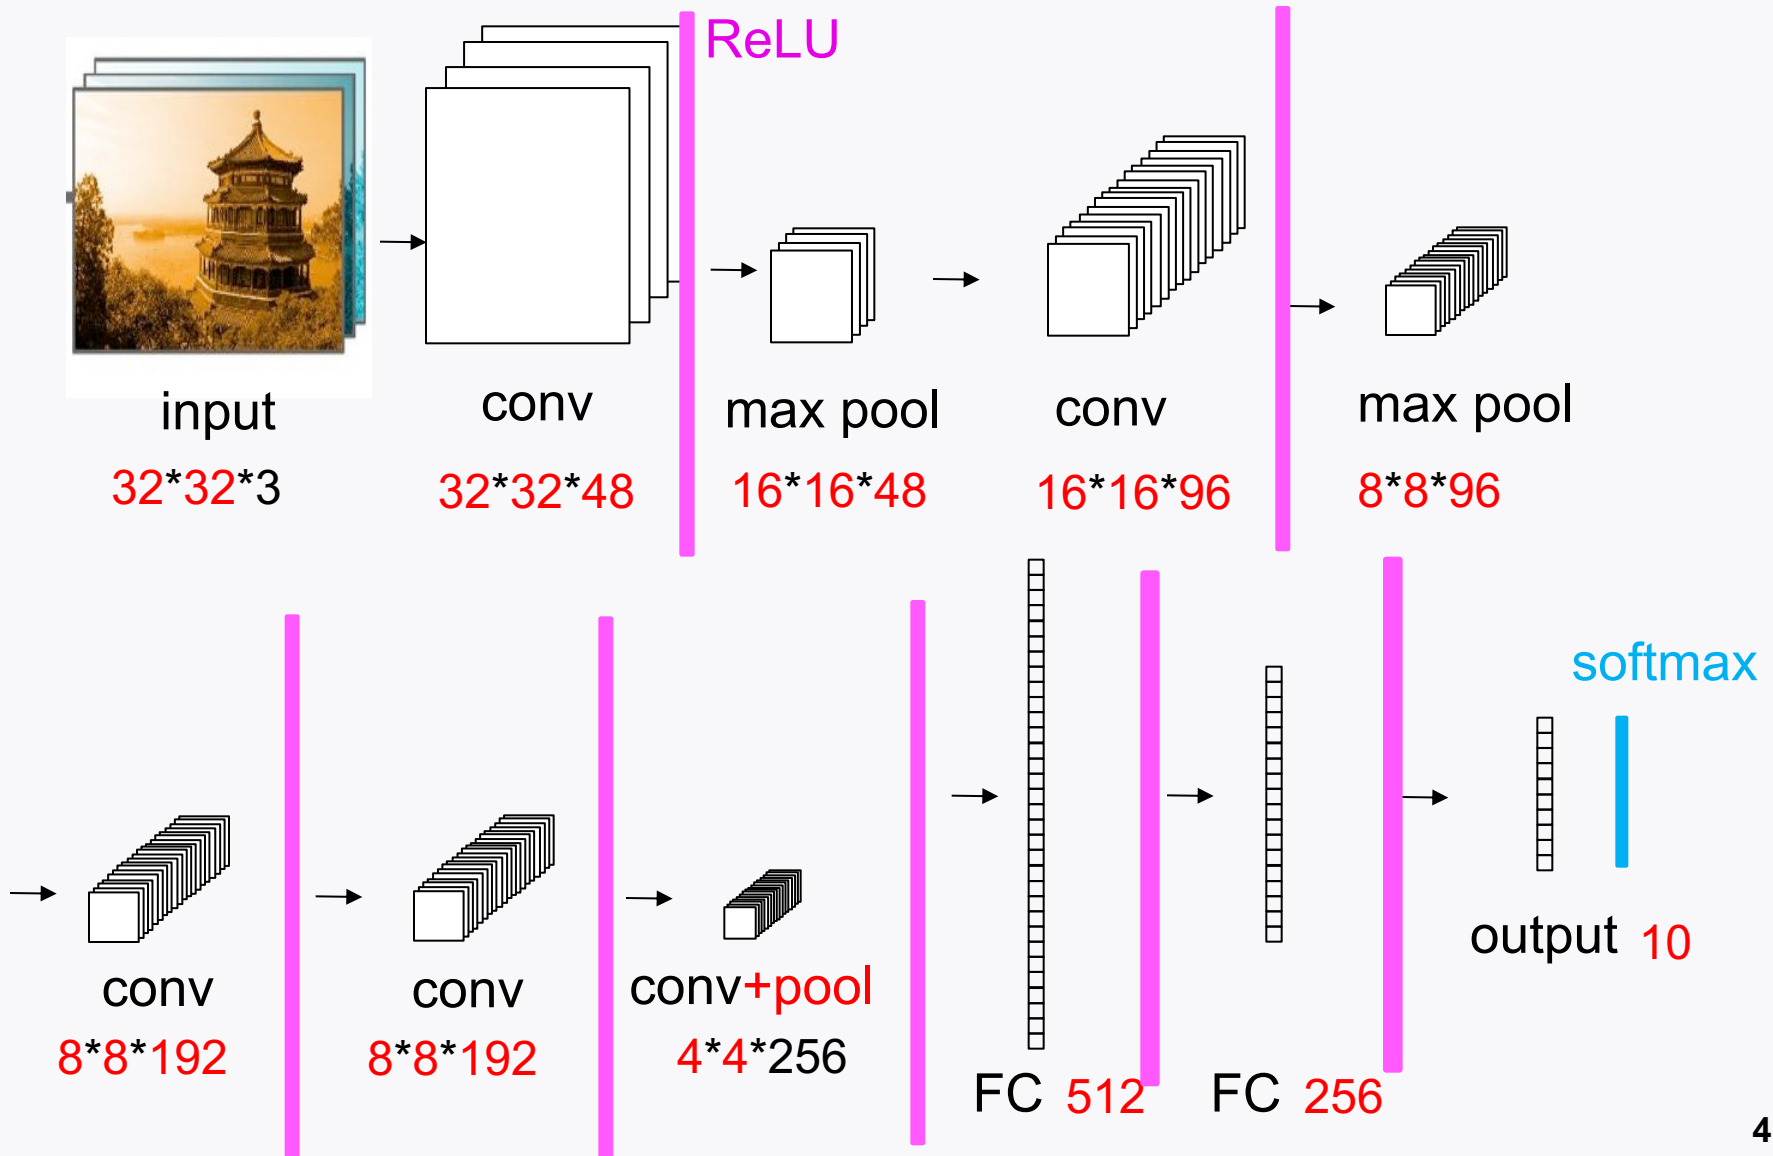 ReLU
input
conv
max pool
conv
max pool
32*32*3
32*32*48
16*16*48
16*16*96
8*8*96
softmax
conv
conv
conv+pool
output 10
8*8*192
8*8*192
4*4*256
FC 512
FC 256
4